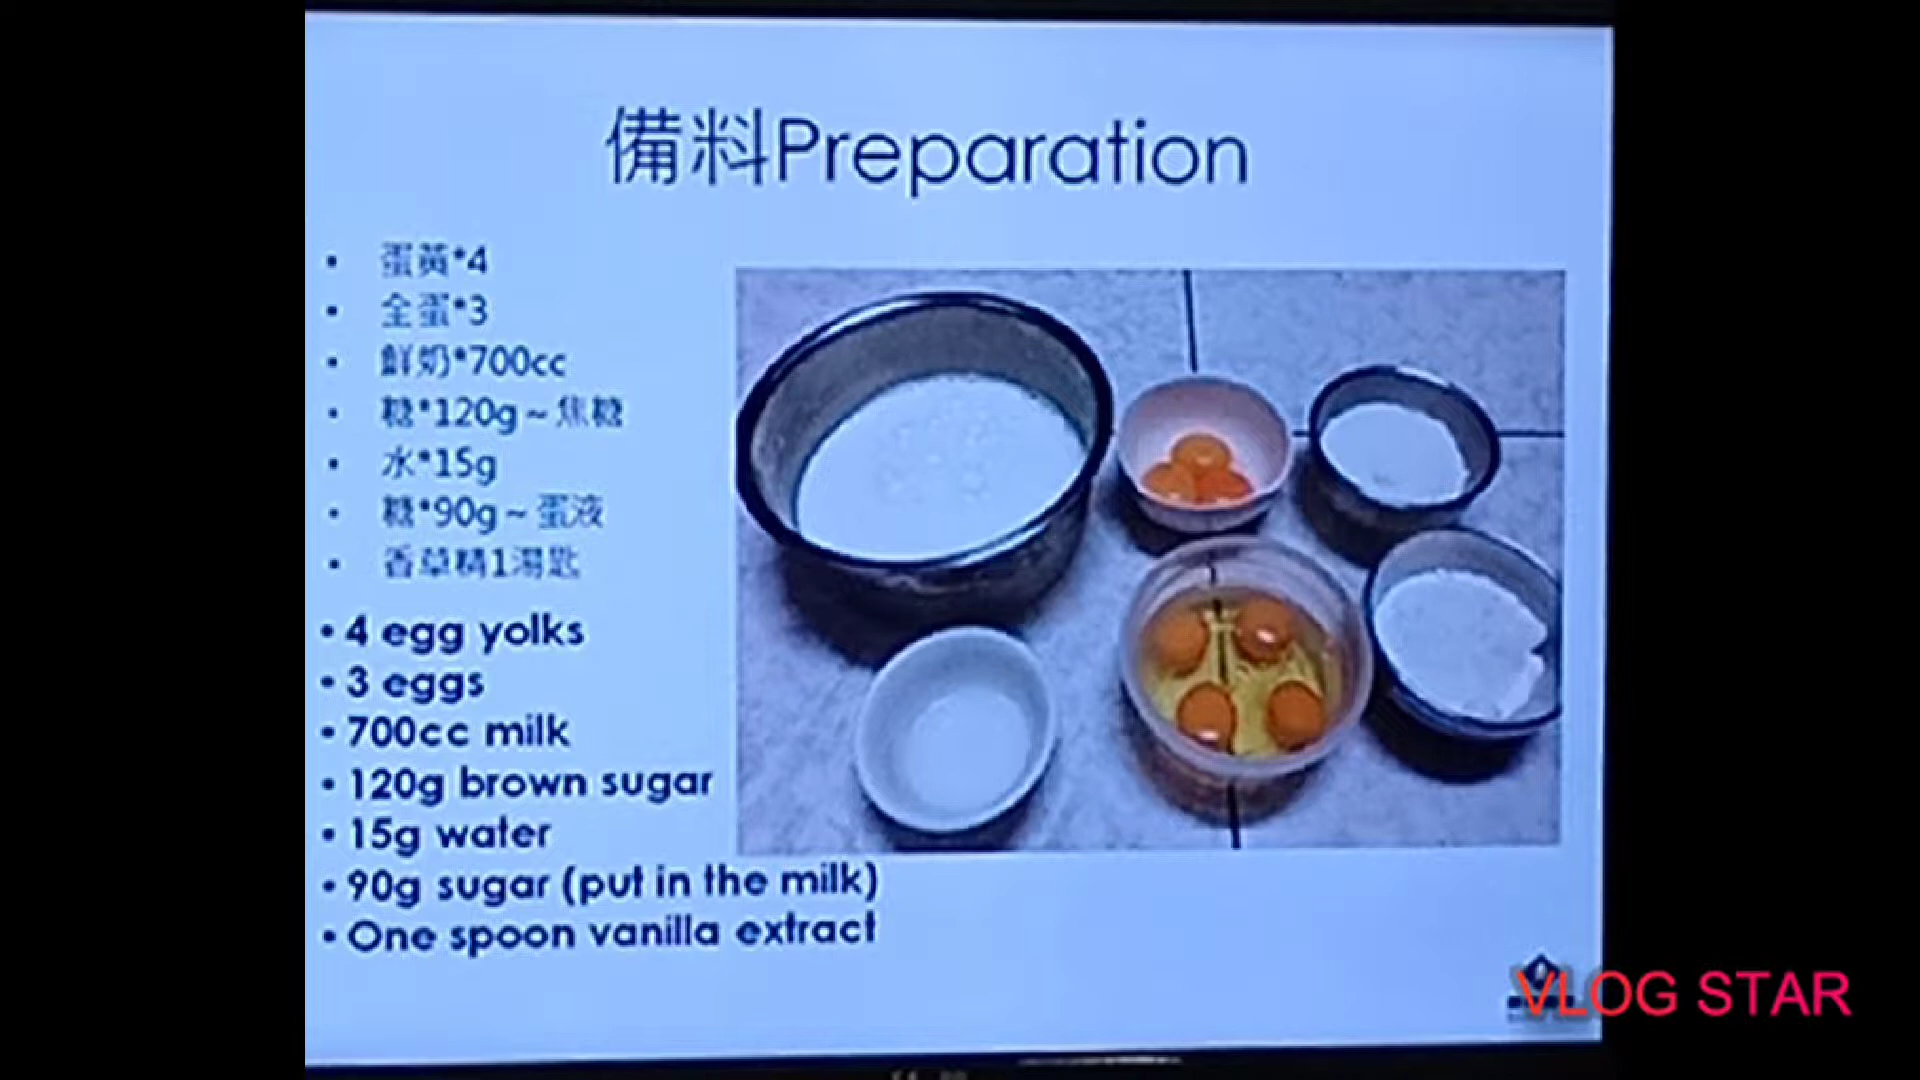 備料Preparation
• 蛋黃*4
• 全蛋*3
• 鮮奶*700cc
• 糖*120g~焦糖
• 水*15g
• 糖*90g~蛋液
• 香草精1湯匙
• 4 egg yolks
• 3 eggs
• 700cc milk
• 120g brown sugar
• 15g water
• 90g sugar (put in the milk)
• One spoon vanilla extract
VLOG STAR